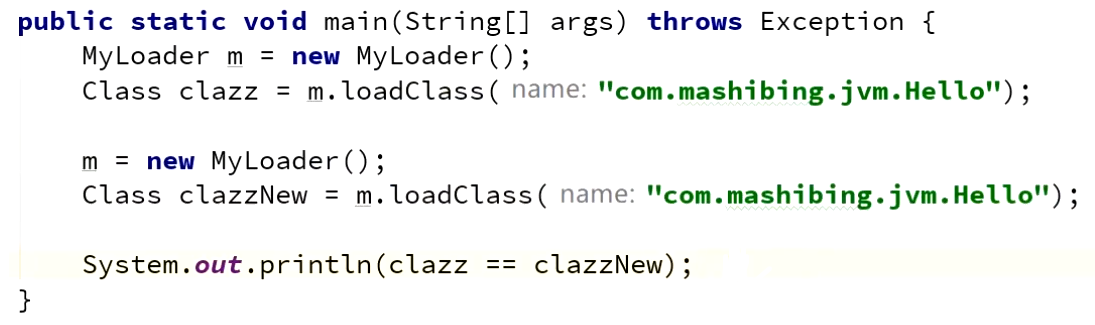 public static void main(String[] args) throws Exception {
MyLoader m = new MyLoader();
Class clazz = m.loadClass( name: "com.mashibing.jvm.Hello");
m = new MyLoader();
Class clazzNew = m.loadClass( name: "com.mashibing.jvm.Hello");
System.out.println(clazz == clazzNew);
}